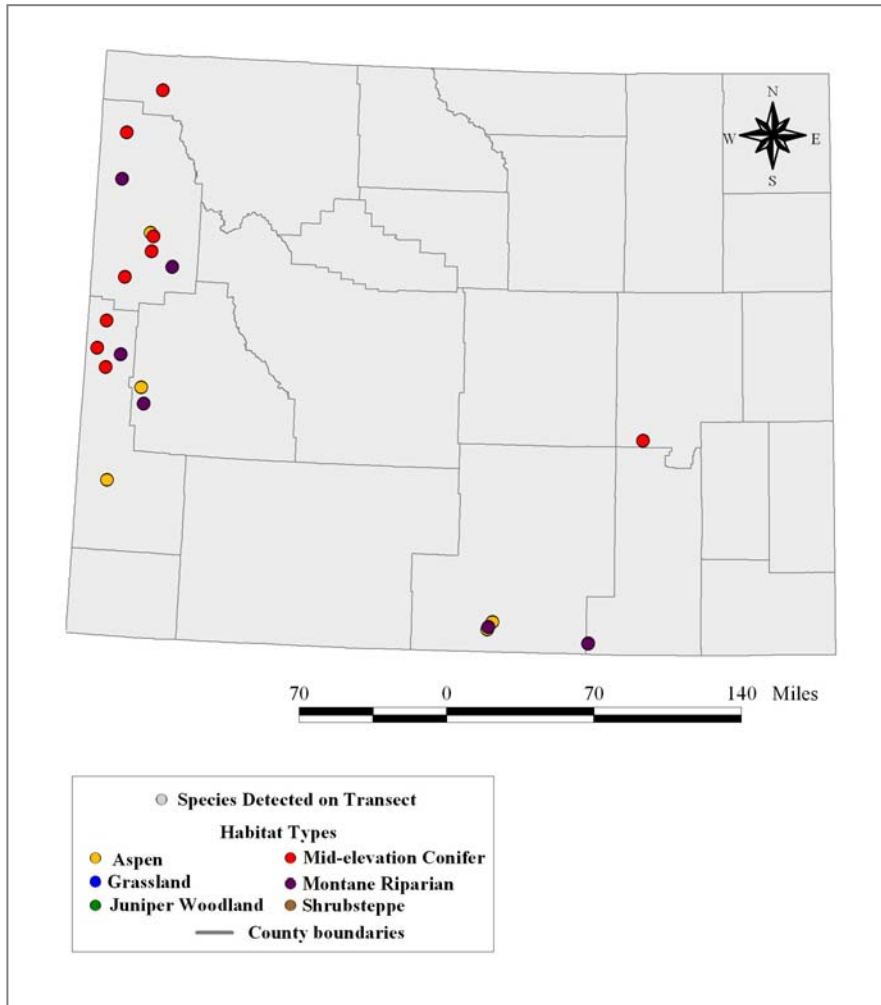 N
W E
S
70 0 70 140 Miles
Species Detected on Transect
Habitat Types
Aspen Mid-elevation Conifer
Grassland Montane Riparian
Juniper Woodland Shrubsteppe
County boundaries